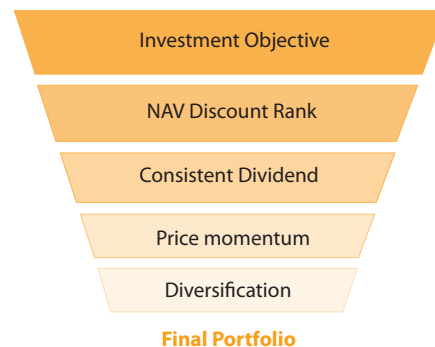 Investment Objective
NAV Discount Rank
Consistent Dividend
Price momentum
Diversification
Final Portfolio